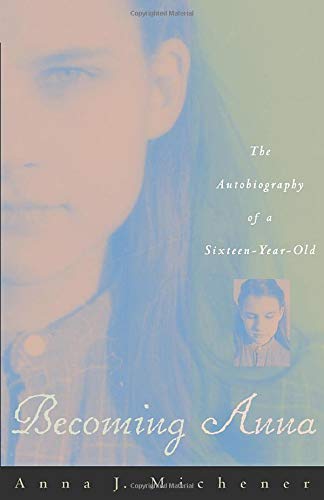 The
Autobiography
of a
Sixteen-Year-Old
Becoming Anna
Anna J. Michener